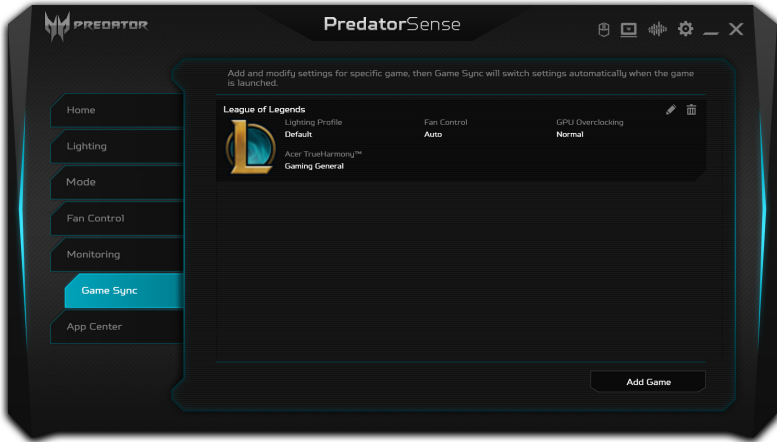 PREDATOR
PredatorSense
Add and modify settings for specific game, then Game Sync will switch settings automatically when the game
is launched.
Home
Lighting
Mode
Fan Control
Monitoring
Game Sync
App Center
League of Legends
Lighting Profile
Default
Fan Control
Auto
GPU Overclocking
Normal
Acer TrueHarmony™
Gaming General
Add Game